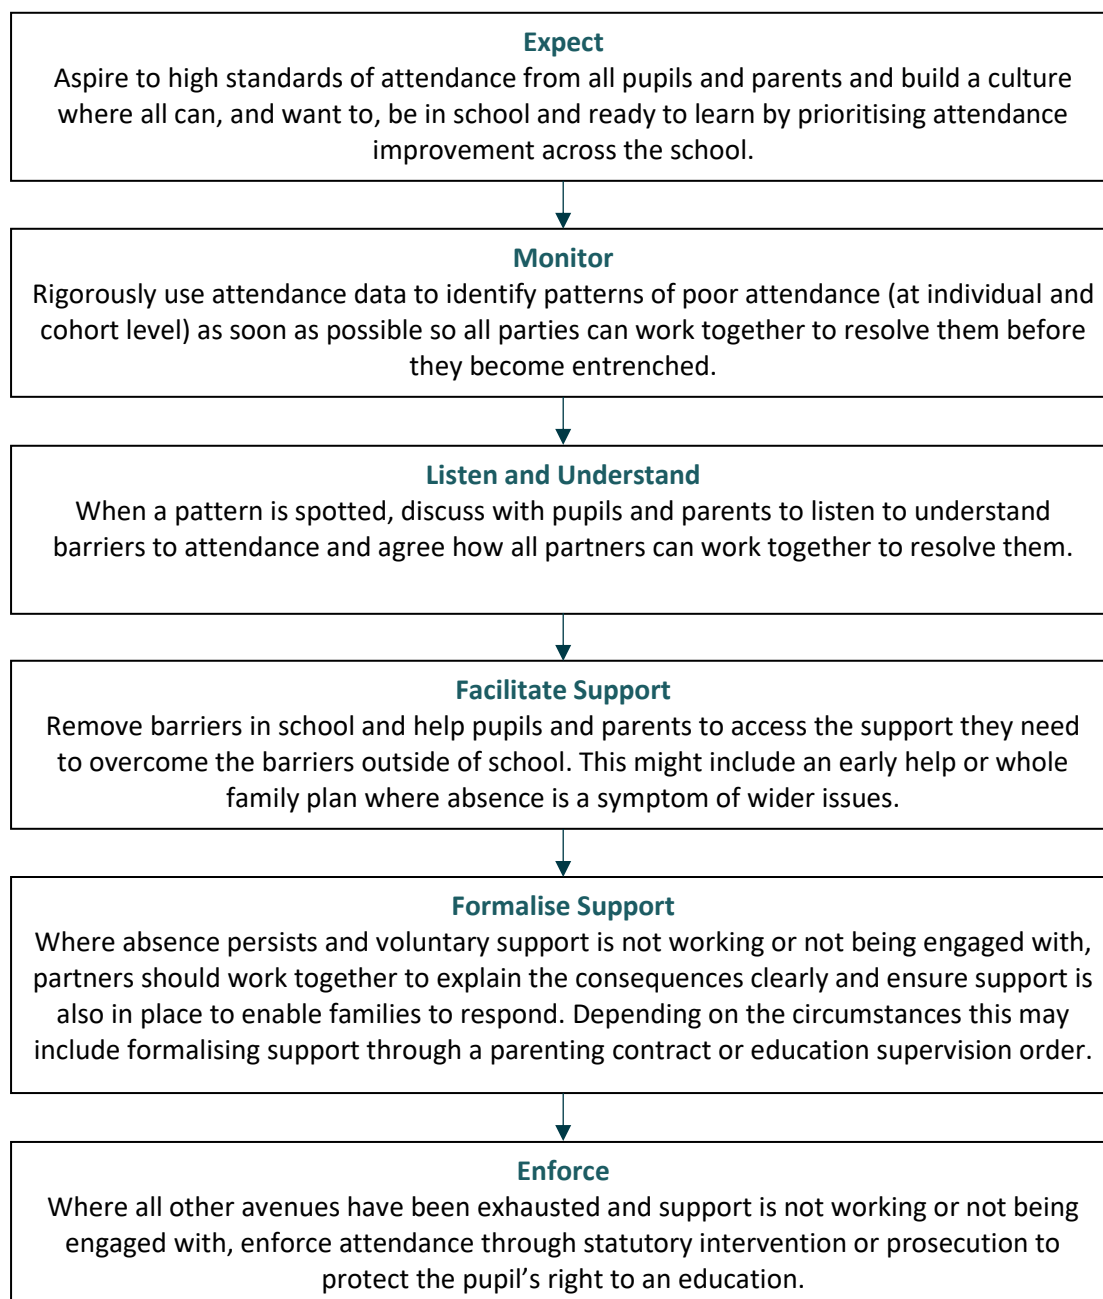 Expect
Aspire to high standards of attendance from all pupils and parents and build a culture
where all can, and want to, be in school and ready to learn by prioritising attendance
improvement across the school.
Monitor
Rigorously use attendance data to identify patterns of poor attendance (at individual and
cohort level) as soon as possible so all parties can work together to resolve them before
they become entrenched.
Listen and Understand
When a pattern is spotted, discuss with pupils and parents to listen to understand
barriers to attendance and agree how all partners can work together to resolve them.
Facilitate Support
Remove barriers in school and help pupils and parents to access the support they need
to overcome the barriers outside of school. This might include an early help or whole
family plan where absence is a symptom of wider issues.
Formalise Support
Where absence persists and voluntary support is not working or not being engaged with,
partners should work together to explain the consequences clearly and ensure support is
also in place to enable families to respond. Depending on the circumstances this may
include formalising support through a parenting contract or education supervision order.
Enforce
Where all other avenues have been exhausted and support is not working or not being
engaged with, enforce attendance through statutory intervention or prosecution to
protect the pupil’s right to an education.